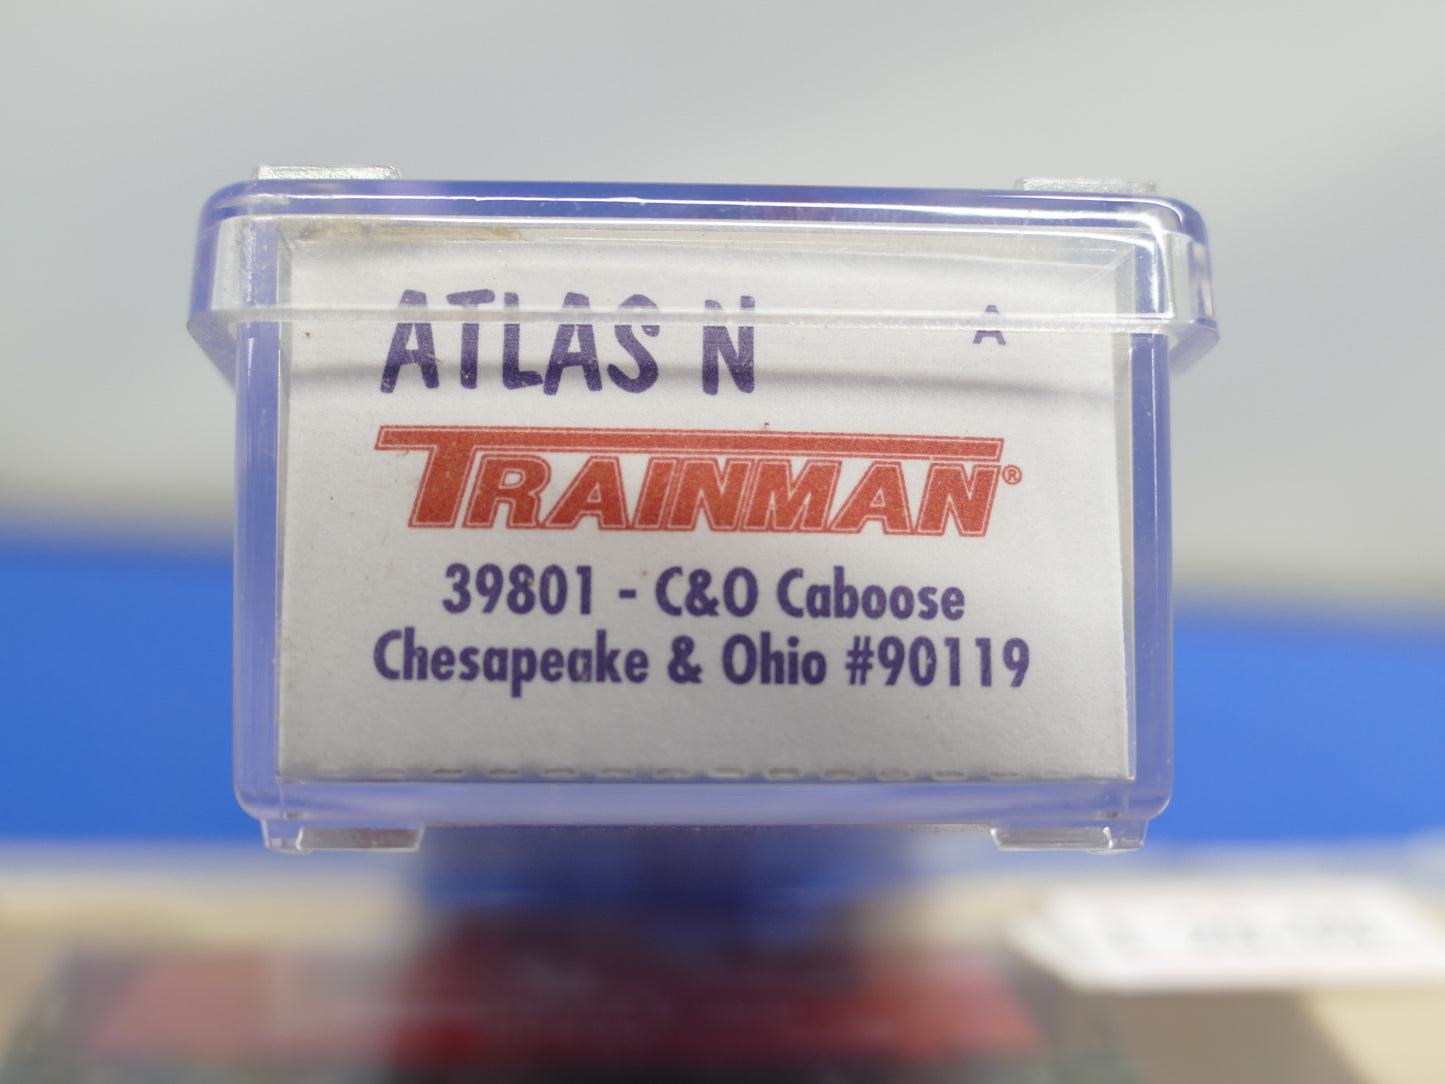 ATLAS N A
TRAINMAN®
39801 - C&O Caboose
Chesapeake & Ohio #90119